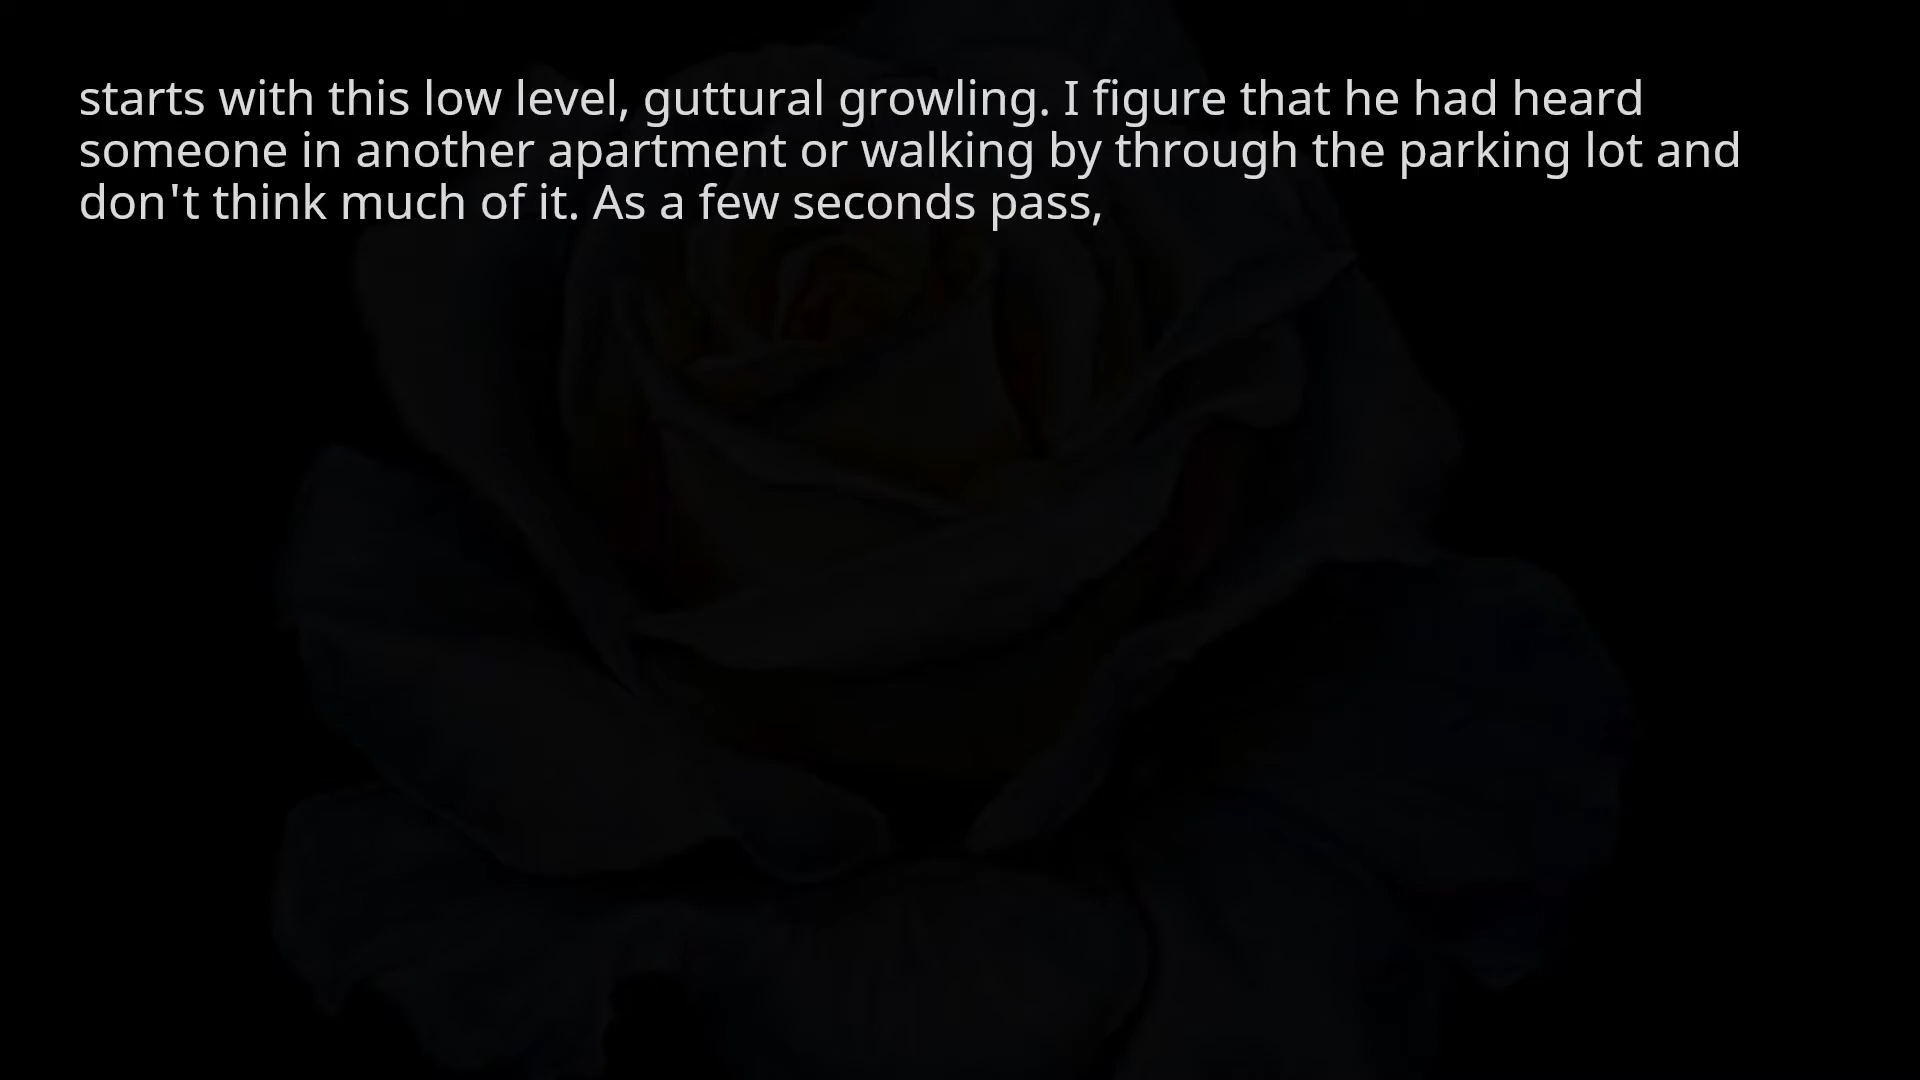 starts with this low level, guttural growling. I figure that he had heard
someone in another apartment or walking by through the parking lot and
don't think much of it. As a few seconds pass,